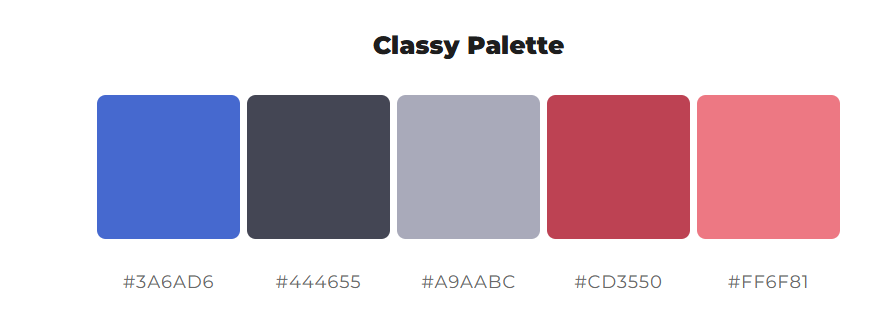 Classy Palette
#3A6AD6 #444655 #A9AABC #CD3550 #FF6F81